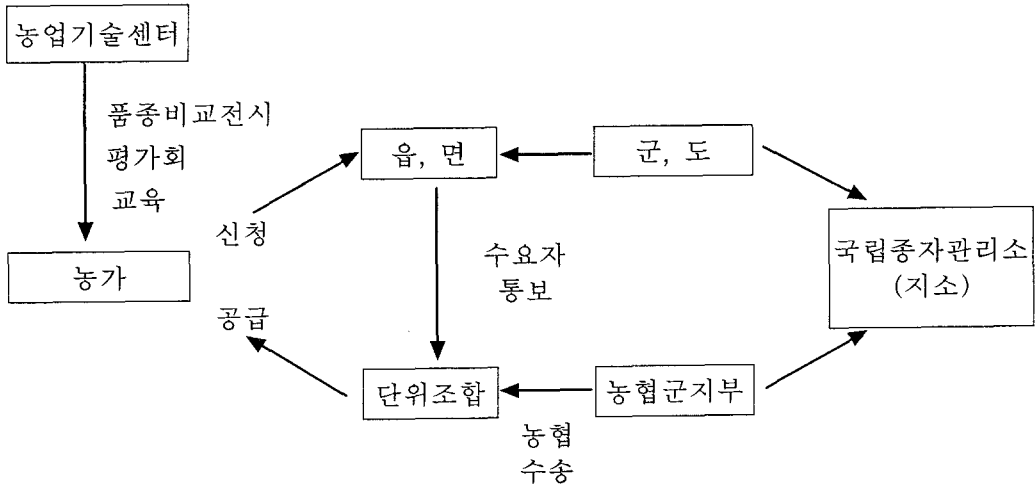 농업기술센터
품종비교전시
평가회
교육
읍, 면
군, 도
신청
농가
수요자
통보
국립종자관리소
(지소)
공급
단위조합
농협군지부
농협
수송